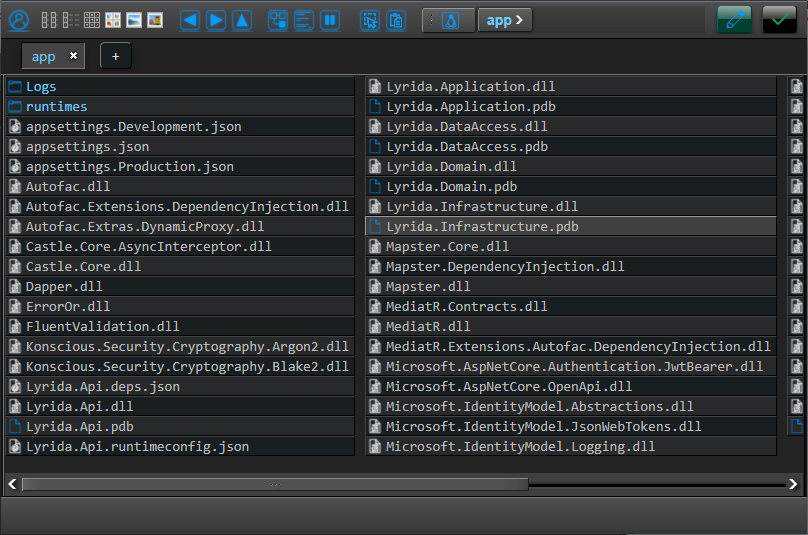 app >
app ×
+
Logs
runtimes
appsettings.Development.json
appsettings.json
appsettings.Production.json
Autofac.dll
Autofac.Extensions.DependencyInjection.dll
Autofac.Extras.DynamicProxy.dll
Castle.Core.AsyncInterceptor.dll
Castle.Core.dll
Dapper.dll
ErrorOr.dll
FluentValidation.dll
Konscious.Security.Cryptography.Argon2.dll
Konscious.Security.Cryptography.Blake2.dll
Lyrida.Api.deps.json
Lyrida.Api.dll
Lyrida.Api.pdb
Lyrida.Api.runtimeconfig.json
Lyrida.Application.dll
Lyrida.Application.pdb
Lyrida.DataAccess.dll
Lyrida.DataAccess.pdb
Lyrida.Domain.dll
Lyrida.Domain.pdb
Lyrida.Infrastructure.dll
Lyrida.Infrastructure.pdb
Mapster.Core.dll
Mapster.DependencyInjection.dll
Mapster.dll
MediatR.Contracts.dll
MediatR.dll
MediatR.Extensions.Autofac.DependencyInjection.dll
Microsoft.AspNetCore.Authentication.JwtBearer.dll
Microsoft.AspNetCore.OpenApi.dll
Microsoft.IdentityModel.Abstractions.dll
Microsoft.IdentityModel.JsonWebTokens.dll
Microsoft.IdentityModel.Logging.dll